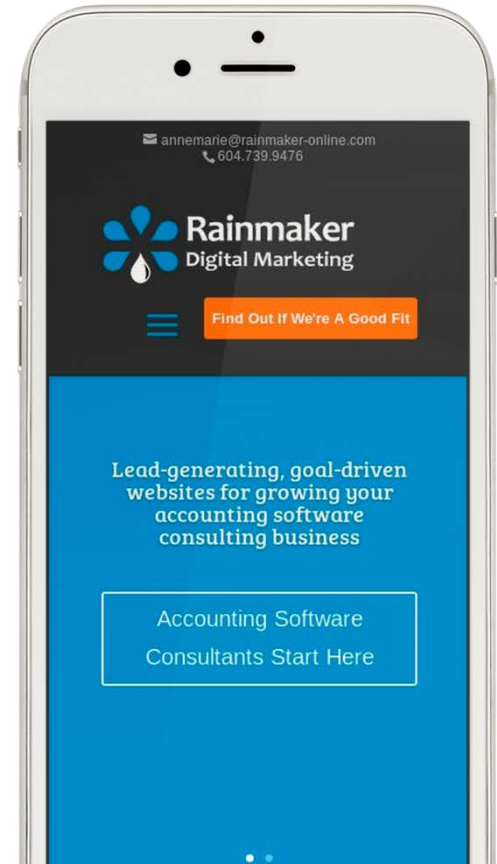 annemarie@rainmaker-online.com
604.739.9476
Rainmaker
Digital Marketing
Find Out If We're A Good Fit
Lead-generating, goal-driven
websites for growing your
accounting software
consulting business
Accounting Software
Consultants Start Here